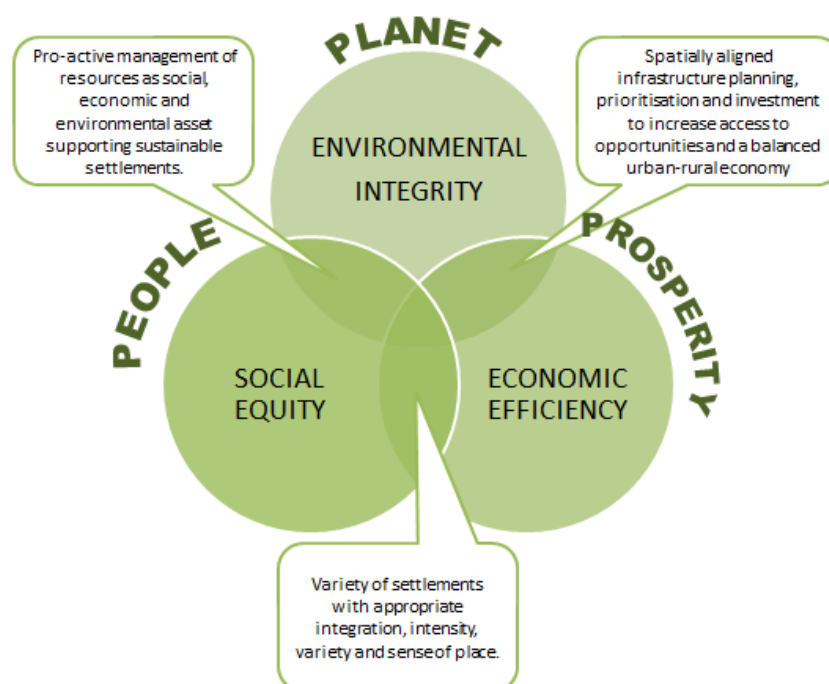 PLANET
Pro-active management of
resources as social,
economic and
environmental asset
supporting sustainable
settlements.
Spatially aligned
infrastructure planning,
prioritisation and investment
to increase access to
opportunities and a balanced
urban-rural economy
ENVIRONMENTAL
INTEGRITY
PEOPLE
PROSPERITY
SOCIAL
EQUITY
ECONOMIC
EFFICIENCY
Variety of settlements
with appropriate
integration, intensity,
variety and sense of place.